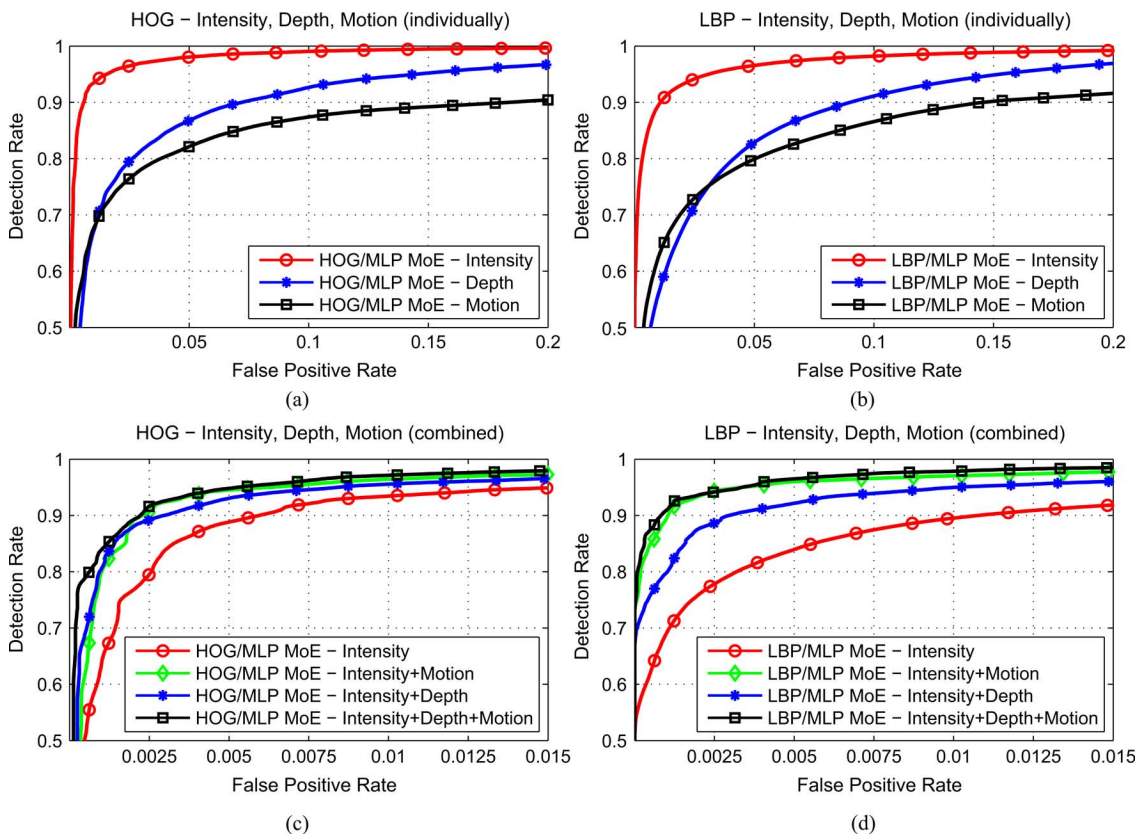 HOG − Intensity, Depth, Motion (individually)
1
0.9
0.8
0.7
0.6
0.5
Detection Rate
HOG/MLP MoE − Intensity
HOG/MLP MoE − Depth
HOG/MLP MoE − Motion
0.05
0.1
0.15
0.2
False Positive Rate
(a)
LBP − Intensity, Depth, Motion (individually)
1
0.9
0.8
0.7
0.6
0.5
Detection Rate
LBP/MLP MoE − Intensity
LBP/MLP MoE − Depth
LBP/MLP MoE − Motion
0.05
0.1
0.15
0.2
False Positive Rate
(b)
HOG − Intensity, Depth, Motion (combined)
1
0.9
0.8
0.7
0.6
0.5
Detection Rate
HOG/MLP MoE − Intensity
HOG/MLP MoE − Intensity+Motion
HOG/MLP MoE − Intensity+Depth
HOG/MLP MoE − Intensity+Depth+Motion
0.0025
0.005
0.0075
0.01
0.0125
0.015
False Positive Rate
(c)
LBP − Intensity, Depth, Motion (combined)
1
0.9
0.8
0.7
0.6
0.5
Detection Rate
LBP/MLP MoE − Intensity
LBP/MLP MoE − Intensity+Motion
LBP/MLP MoE − Intensity+Depth
LBP/MLP MoE − Intensity+Depth+Motion
0.0025
0.005
0.0075
0.01
0.0125
0.015
False Positive Rate
(d)